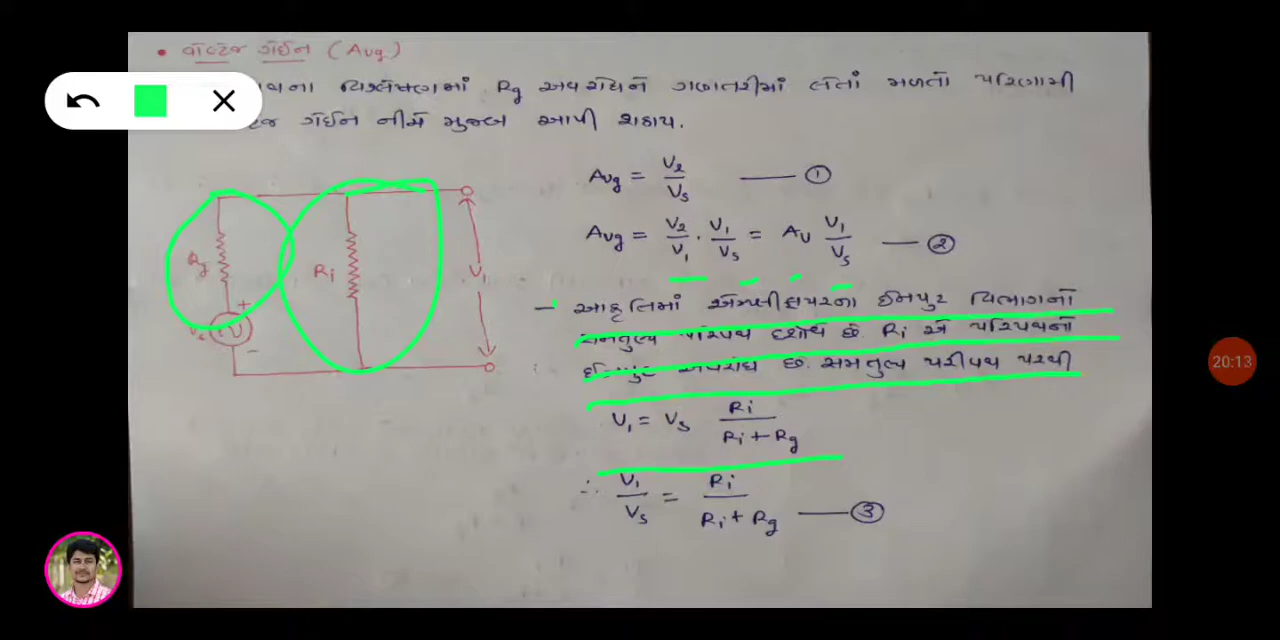 • વોલ્ટેજ ગેઈન (Avg)
વિશ્લેષણમાં Rg અવરોધને ગણતરીમાં લેતાં મળતો પરિણામી
ગેઈન નીચે મુજબ આપી શકાય.
Avg = V2/Vs —— ①
Avg = V2/V1 · V1/Vs = Av V1/Vs —— ②
Rg
Ri
V1
+
Vs
-
- આકૃતિમાં એમ્પ્લીફાયરના ઈનપુટ વિભાગનો
સમતુલ્ય પરિપથ દર્શાવે છે. Ri એ પરિપથનો
ઈનપુટ અવરોધ છે. સમતુલ્ય પરીપથ પરથી
V1 = Vs Ri/Ri+Rg
∴ V1/Vs = Ri/Ri+Rg —— ③
20:13